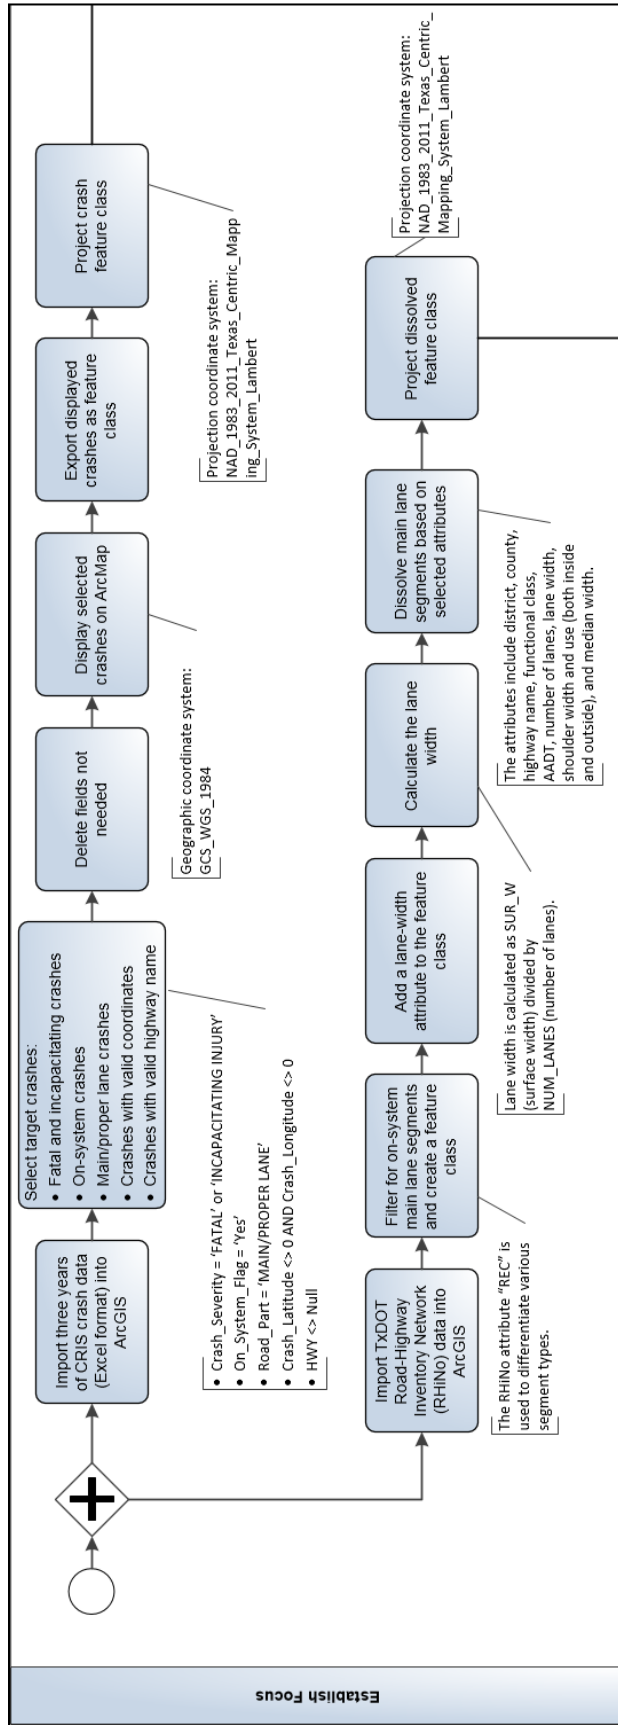 Establish Focus
Import three years
of CRIS crash data
(Excel format) into
ArcGIS
Select target crashes:
• Fatal and incapacitating crashes
• On-system crashes
• Main/proper lane crashes
• Crashes with valid coordinates
• Crashes with valid highway name
• Crash_Severity = ‘FATAL’ or ‘INCAPACITATING INJURY’
• On_System_Flag = ‘Yes’
• Road_Part = ‘MAIN/PROPER LANE’
• Crash_Latitude <> 0 AND Crash_Longitude <> 0
• HWY <> Null
Delete fields not
needed
Display selected
crashes on ArcMap
Geographic coordinate system:
GCS_WGS_1984
Export displayed
crashes as feature
class
Project crash
feature class
Projection coordinate system:
NAD_1983_2011_Texas_Centric_Mapp
ing_System_Lambert
Import TxDOT
Road-Highway
Inventory Network
(RHiNo) data into
ArcGIS
Filter for on-system
main lane segments
and create a feature
class
The RHiNo attribute “REC” is
used to differentiate various
segment types.
Add a lane-width
attribute to the feature
class
Calculate the lane
width
Lane width is calculated as SUR_W
(surface width) divided by
NUM_LANES (number of lanes).
Dissolve main lane
segments based on
selected attributes
The attributes include district, county,
highway name, functional class,
AADT, number of lanes, lane width,
shoulder width and use (both inside
and outside), and median width.
Project dissolved
feature class
Projection coordinate system:
NAD_1983_2011_Texas_Centric_
Mapping_System_Lambert